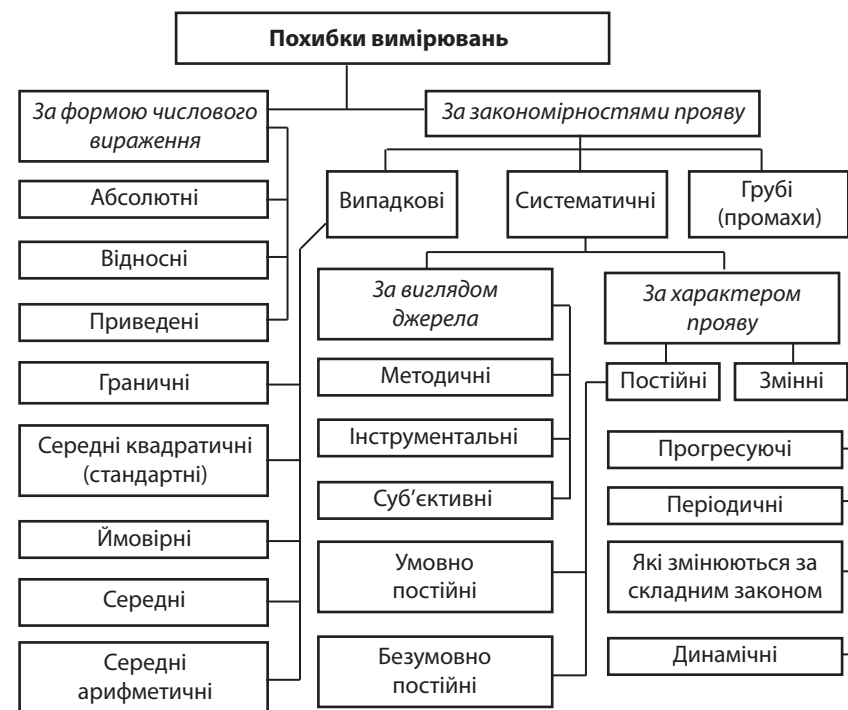 Похибки вимірювань
За формою числового
вираження
За закономірностями прояву
Абсолютні
Відносні
Приведені
Випадкові
Систематичні
Грубі
(промахи)
За виглядом
джерела
За характером
прояву
Граничні
Середні квадратичні
(стандартні)
Ймовірні
Середні
Середні
арифметичні
Методичні
Інструментальні
Суб’єктивні
Умовно
постійні
Безумовно
постійні
Постійні
Змінні
Прогресуючі
Періодичні
Які змінюються за
складним законом
Динамічні